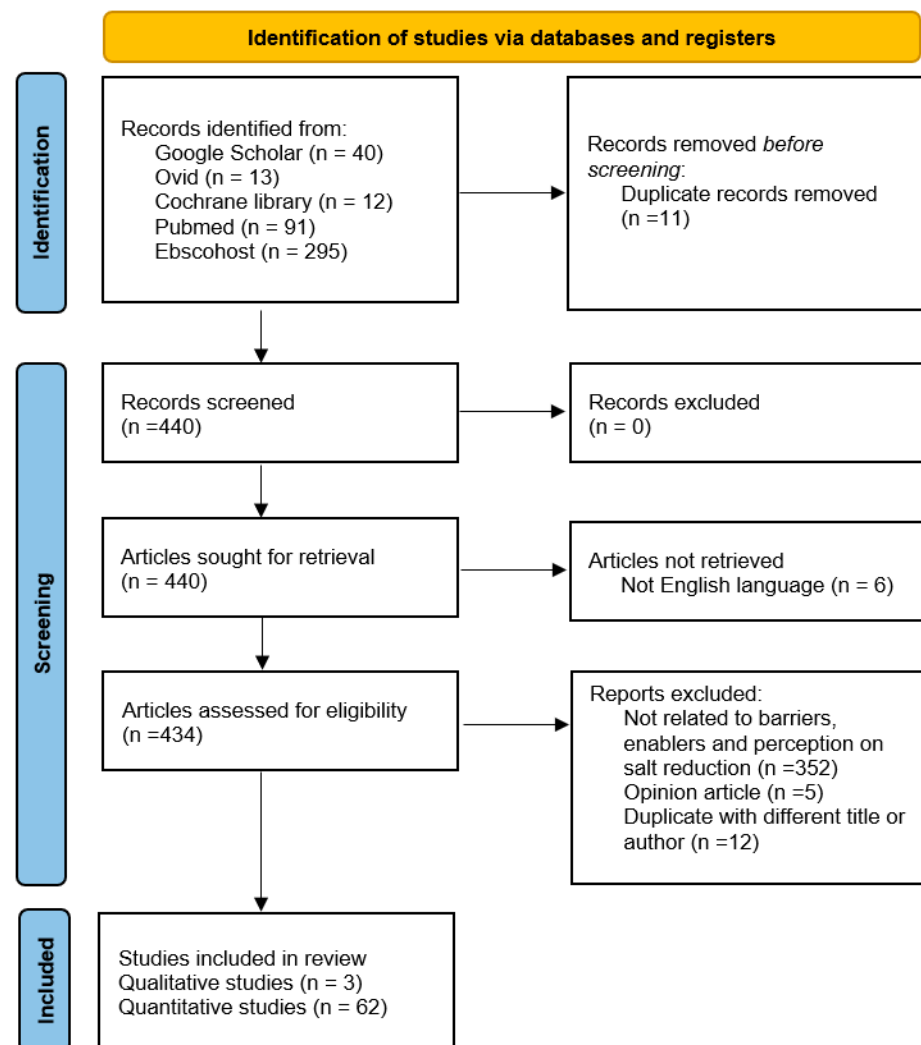 Identification of studies via databases and registers
Identification
Records identified from:
Google Scholar (n = 40)
Ovid (n = 13)
Cochrane library (n = 12)
Pubmed (n = 91)
Ebscohost (n = 295)
Records removed before
screening:
Duplicate records removed
(n =11)
Screening
Records screened
(n =440)
Records excluded
(n = 0)
Articles sought for retrieval
(n = 440)
Articles not retrieved
Not English language (n = 6)
Articles assessed for eligibility
(n =434)
Reports excluded:
Not related to barriers,
enablers and perception on
salt reduction (n =352)
Opinion article (n =5)
Duplicate with different title or
author (n =12)
Included
Studies included in review
Qualitative studies (n = 3)
Quantitative studies (n = 62)